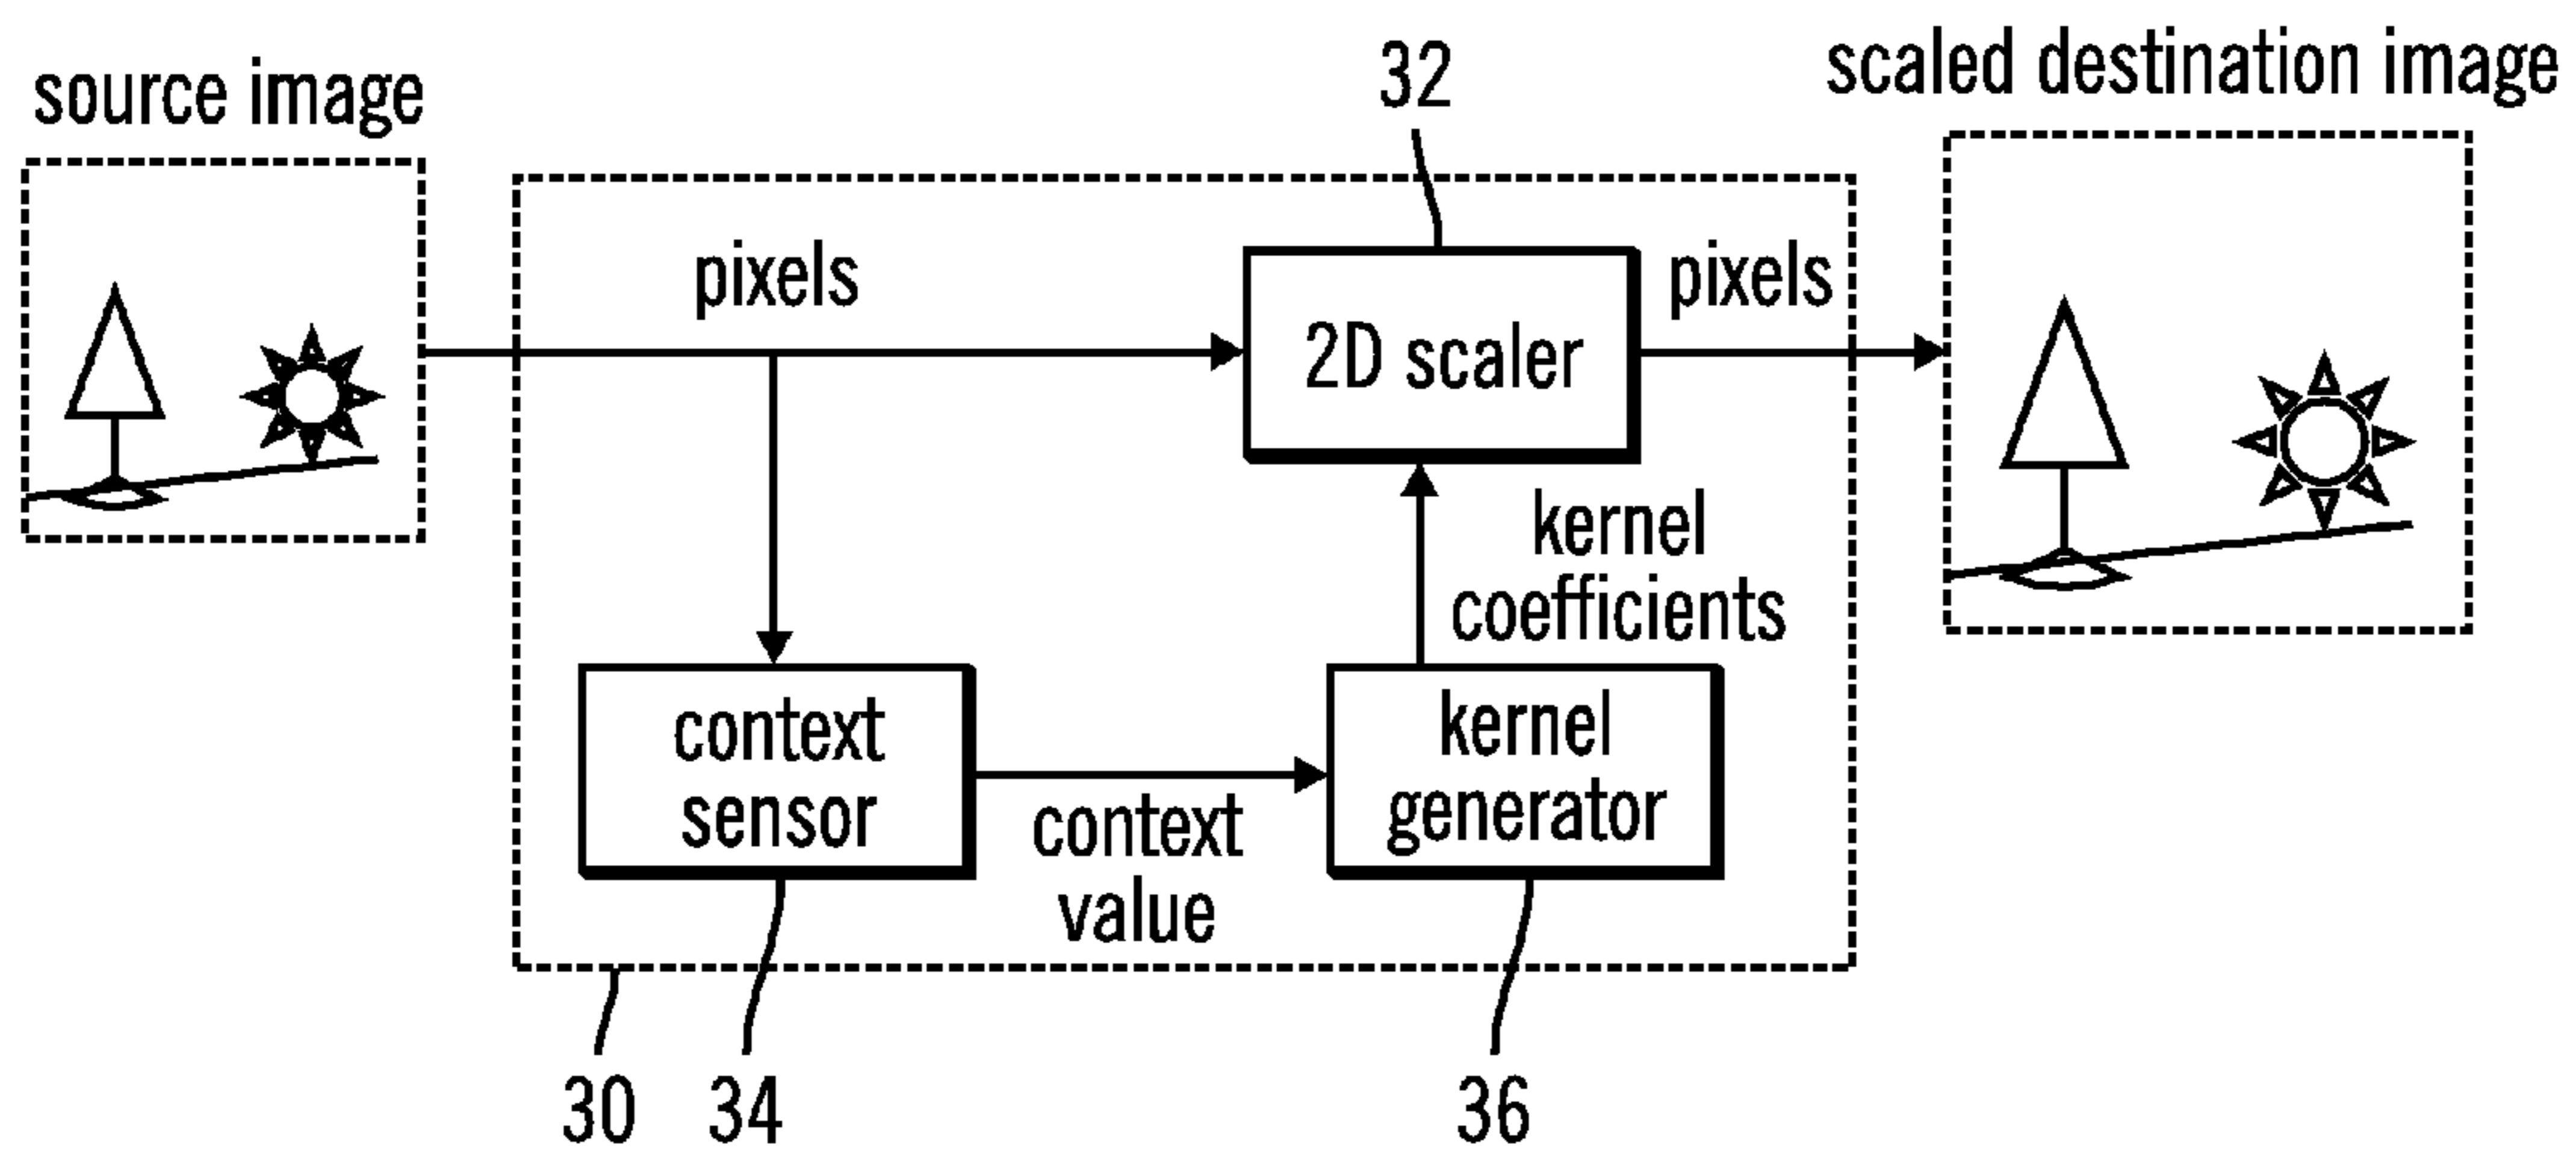 source image
32
scaled destination image
pixels
pixels
2D scaler
kernel
coefficients
context
sensor
kernel
generator
context
value
30
34
36